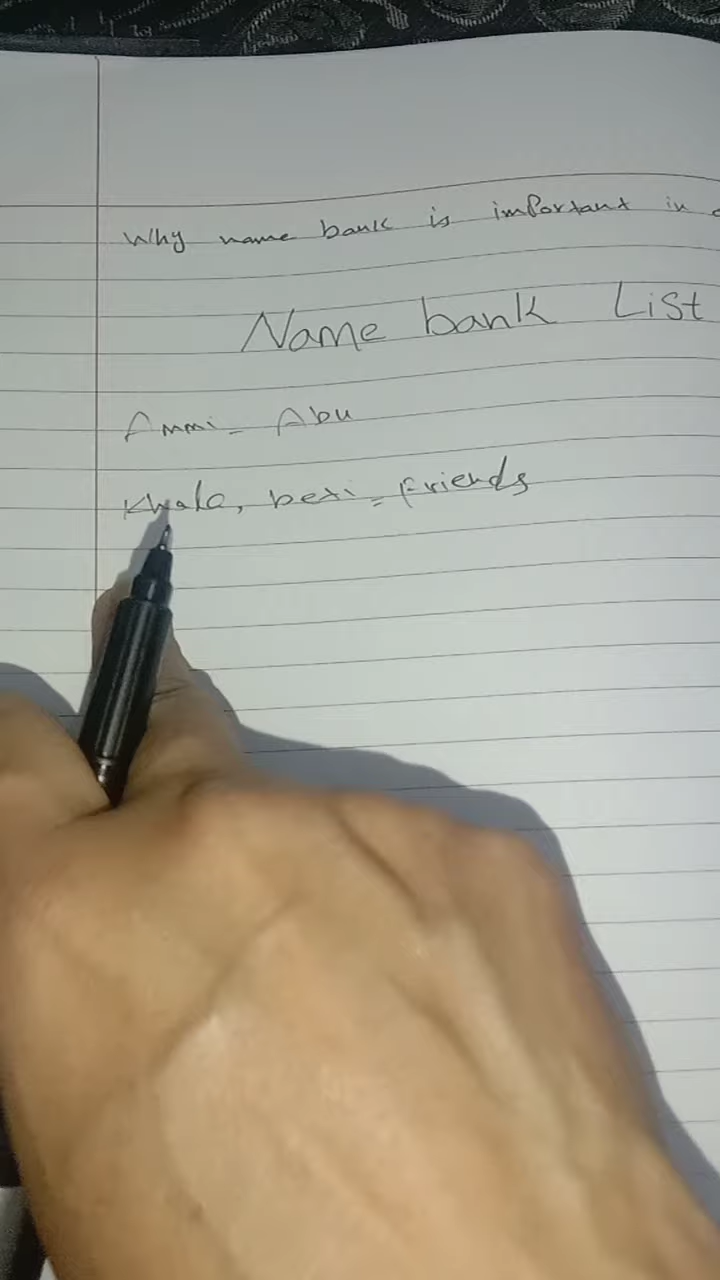 Why name bank is important in
Name bank List
Ammi - Abu
Khala, beti = friends